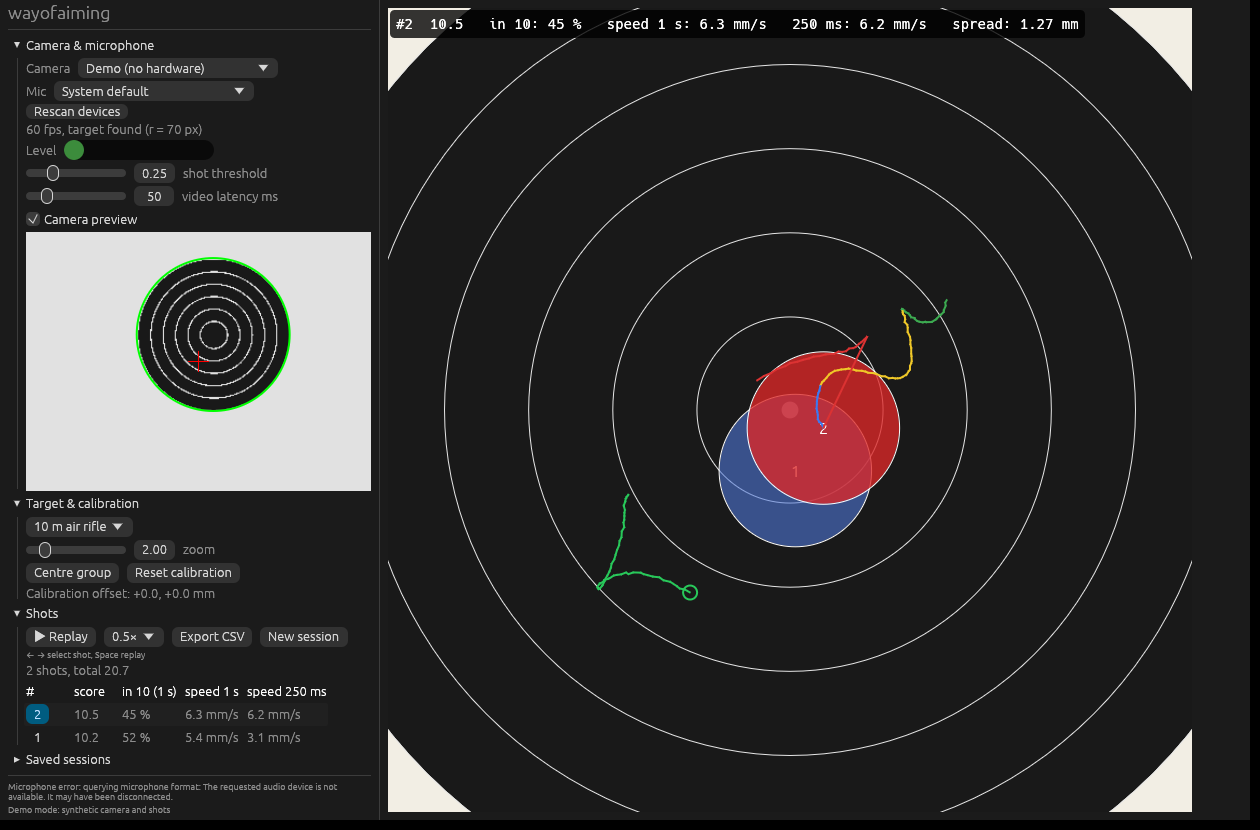 wayofaiming
▼ Camera & microphone
Camera Demo (no hardware) ▼
Mic System default ▼
Rescan devices
60 fps, target found (r = 70 px)
Level
0.25 shot threshold
50 video latency ms
✓ Camera preview
▼ Target & calibration
10 m air rifle ▼
2.00 zoom
Centre group Reset calibration
Calibration offset: +0.0, +0.0 mm
▼ Shots
▶ Replay 0.5× ▼ Export CSV New session
← → select shot, Space replay
2 shots, total 20.7
# score in 10 (1 s) speed 1 s speed 250 ms
2 10.5 45 % 6.3 mm/s 6.2 mm/s
1 10.2 52 % 5.4 mm/s 3.1 mm/s
▸ Saved sessions
Microphone error: querying microphone format: The requested audio device is not
available. It may have been disconnected.
Demo mode: synthetic camera and shots
#2 10.5 in 10: 45 % speed 1 s: 6.3 mm/s 250 ms: 6.2 mm/s spread: 1.27 mm
2
1